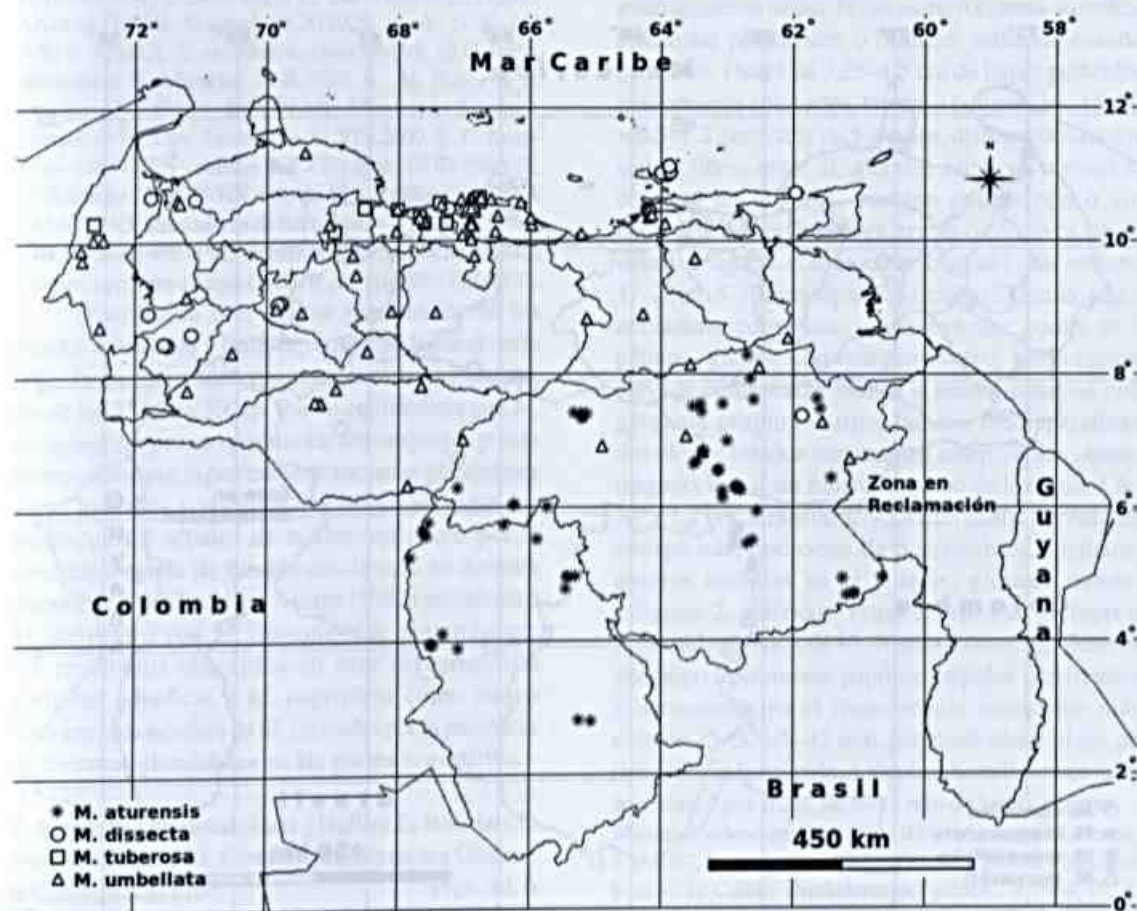 72° 70° 68° 66° 64° 62° 60° 58°
Mar Caribe
12°
N
10°
8°
Zona en
Reclamación
6°
Guyana
Colombia
4°
2°
Brasil
M. aturensis
M. dissecta
M. tuberosa
M. umbellata
450 km
0°